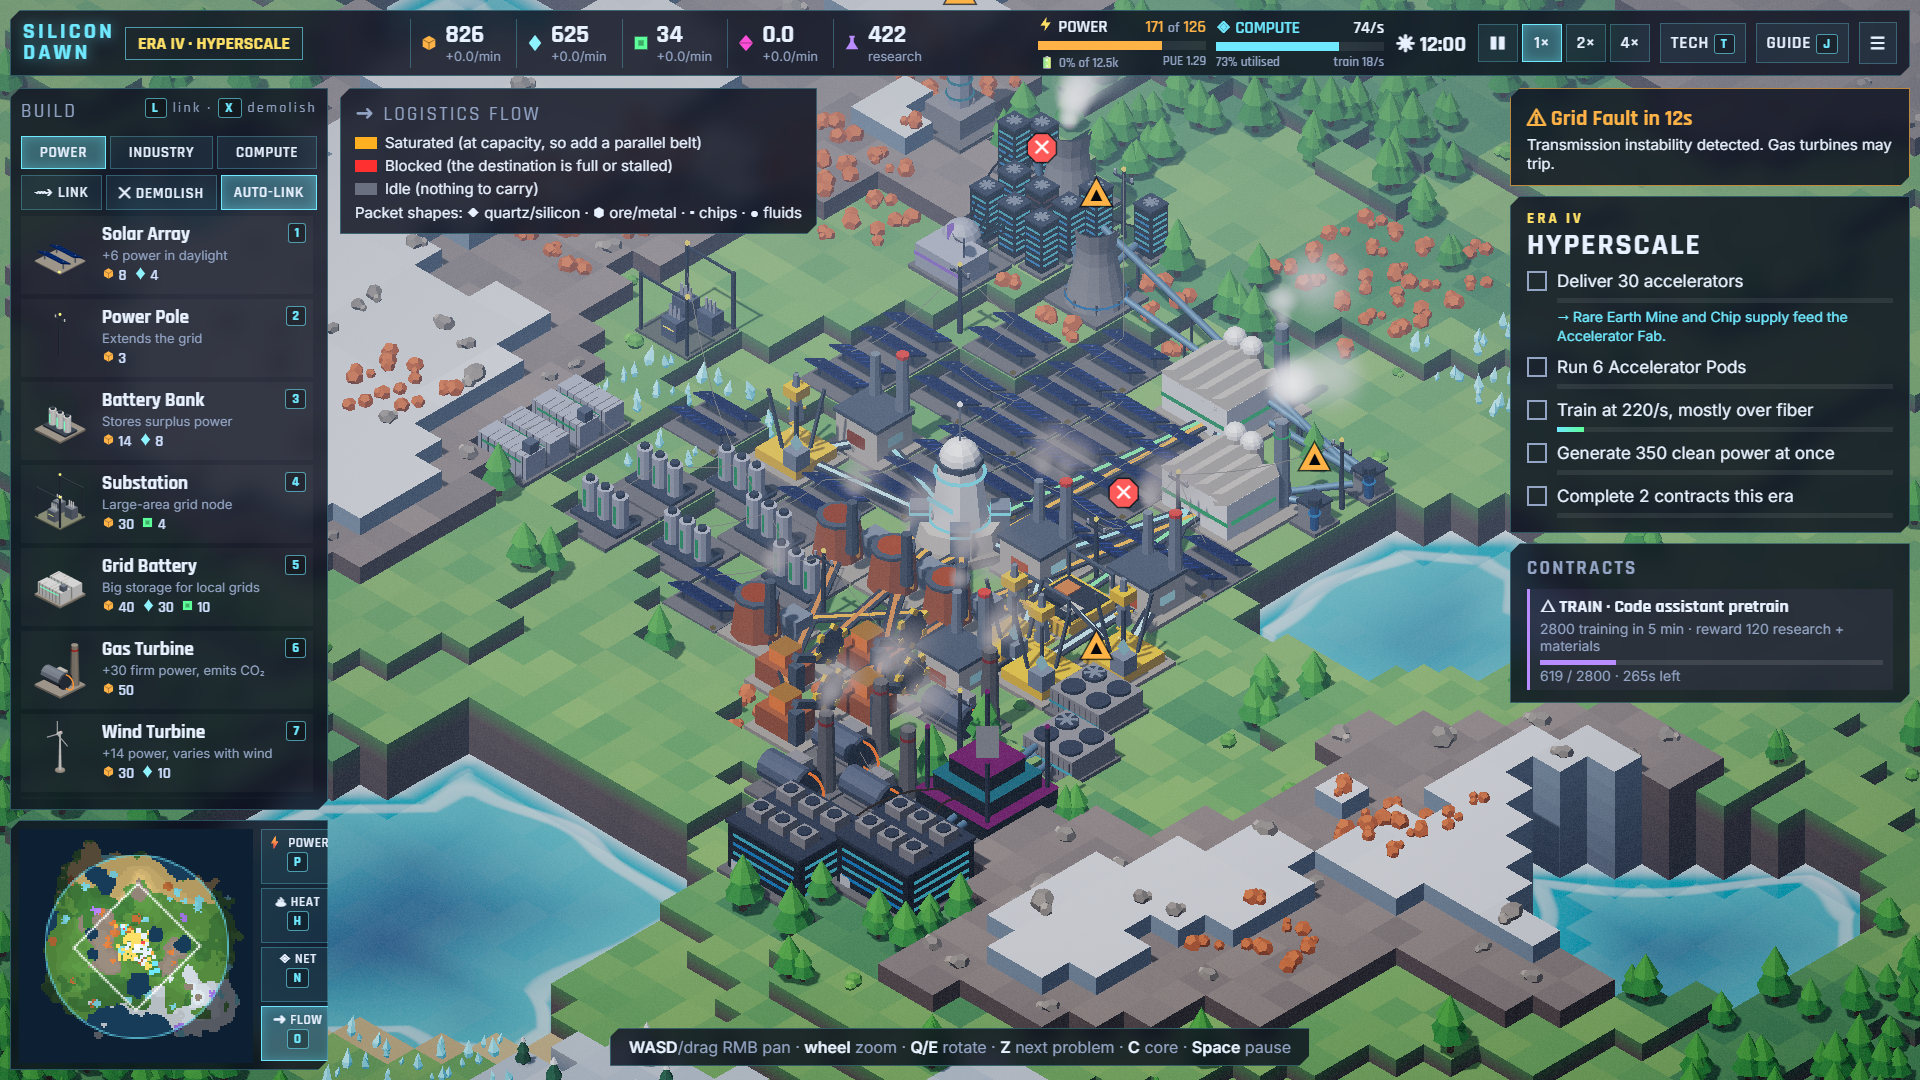 SILICON DAWN
ERA IV · HYPERSCALE
826 +0.0/min
625 +0.0/min
34 +0.0/min
0.0 +0.0/min
422 research
POWER 171 of 126
0% of 12.5k PUE 1.29
COMPUTE 74/s
73% utilised train 18/s
12:00
1× 2× 4×
TECH T
GUIDE J
BUILD L link · X demolish
POWER INDUSTRY COMPUTE
LINK DEMOLISH AUTO-LINK
Solar Array 1
+6 power in daylight
8 4
Power Pole 2
Extends the grid
3
Battery Bank 3
Stores surplus power
14 8
Substation 4
Large-area grid node
30 4
Grid Battery 5
Big storage for local grids
40 30 10
Gas Turbine 6
+30 firm power, emits CO₂
50
Wind Turbine 7
+14 power, varies with wind
30 10
POWER
P
HEAT
H
NET
N
→ FLOW
O
→ LOGISTICS FLOW
Saturated (at capacity, so add a parallel belt)
Blocked (the destination is full or stalled)
Idle (nothing to carry)
Packet shapes: ◆ quartz/silicon · ⬢ ore/metal · ▪ chips · ● fluids
⚠ Grid Fault in 12s
Transmission instability detected. Gas turbines may
trip.
ERA IV
HYPERSCALE
Deliver 30 accelerators
→ Rare Earth Mine and Chip supply feed the
Accelerator Fab.
Run 6 Accelerator Pods
Train at 220/s, mostly over fiber
Generate 350 clean power at once
Complete 2 contracts this era
CONTRACTS
△ TRAIN · Code assistant pretrain
2800 training in 5 min · reward 120 research +
materials
619 / 2800 · 265s left
WASD/drag RMB pan · wheel zoom · Q/E rotate · Z next problem · C core · Space pause